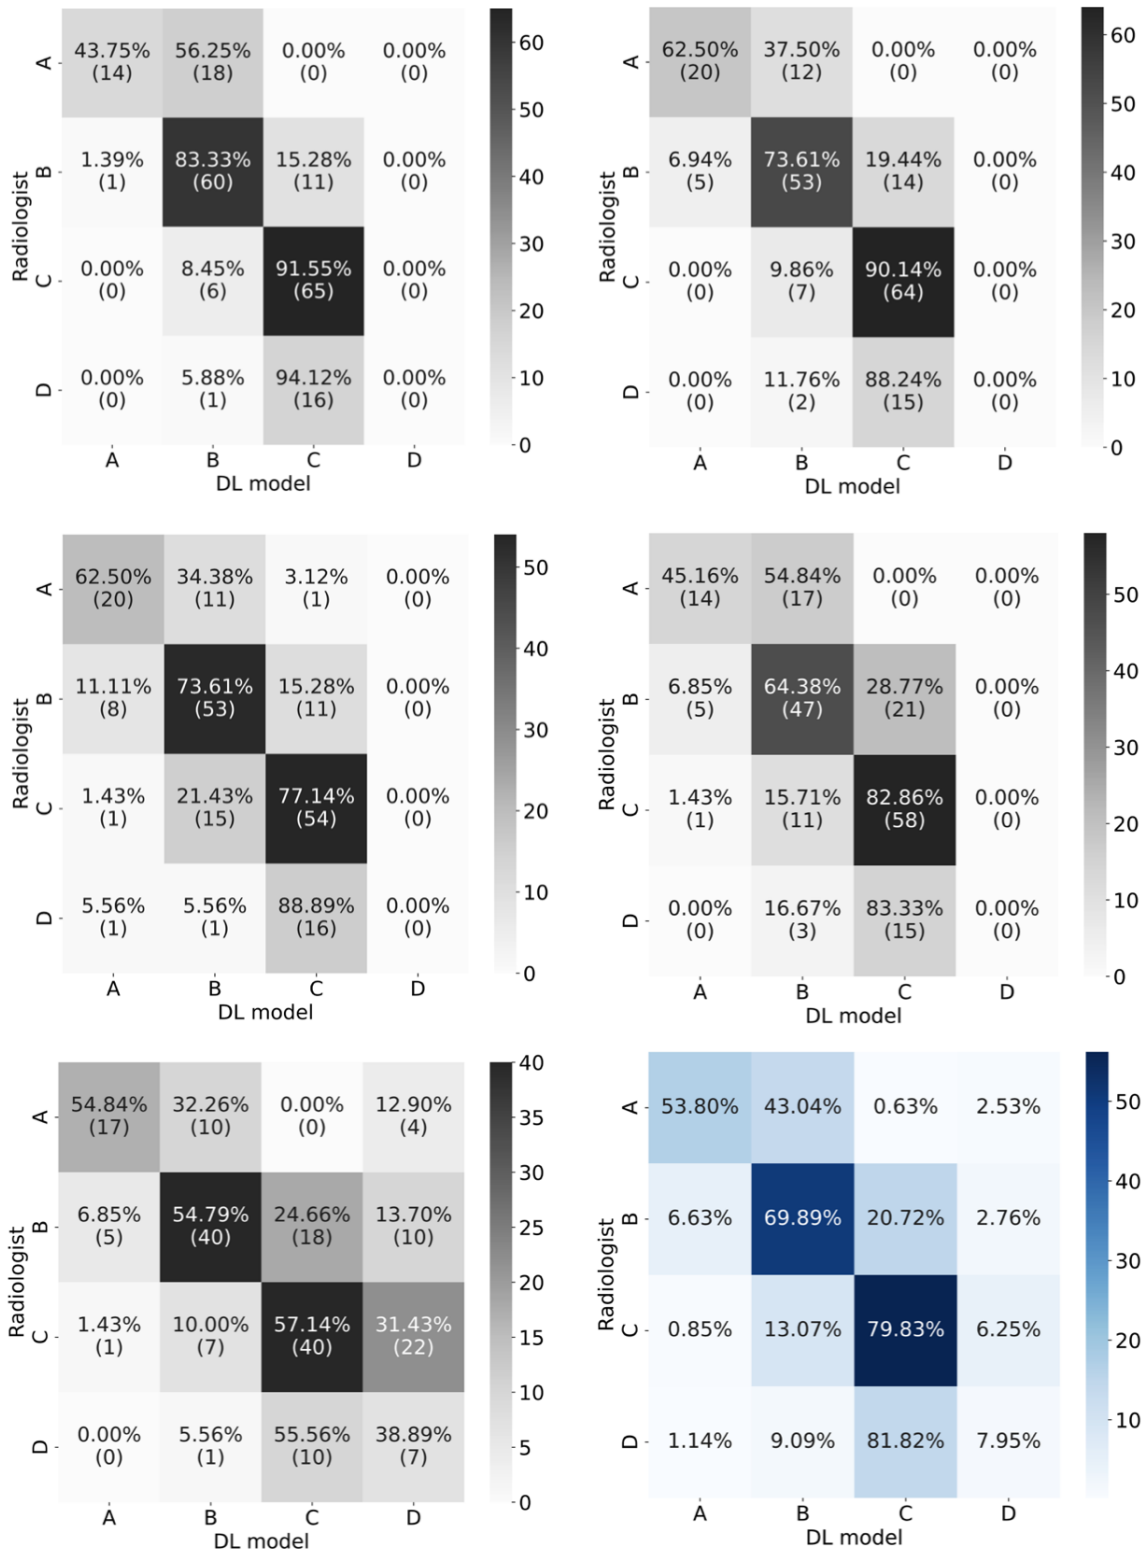 43.75% 56.25% 0.00% 0.00%
(14) (18) (0) (0)
1.39% 83.33% 15.28% 0.00%
(1) (60) (11) (0)
0.00% 8.45% 91.55% 0.00%
(0) (6) (65) (0)
0.00% 5.88% 94.12% 0.00%
(0) (1) (16) (0)
A
B
C
D
Radiologist
A B C D
DL model
60
50
40
30
20
10
0
62.50% 37.50% 0.00% 0.00%
(20) (12) (0) (0)
6.94% 73.61% 19.44% 0.00%
(5) (53) (14) (0)
0.00% 9.86% 90.14% 0.00%
(0) (7) (64) (0)
0.00% 11.76% 88.24% 0.00%
(0) (2) (15) (0)
A
B
C
D
Radiologist
A B C D
DL model
60
50
40
30
20
10
0
62.50% 34.38% 3.12% 0.00%
(20) (11) (1) (0)
11.11% 73.61% 15.28% 0.00%
(8) (53) (11) (0)
1.43% 21.43% 77.14% 0.00%
(1) (15) (54) (0)
5.56% 5.56% 88.89% 0.00%
(1) (1) (16) (0)
A
B
C
D
Radiologist
A B C D
DL model
50
40
30
20
10
0
45.16% 54.84% 0.00% 0.00%
(14) (17) (0) (0)
6.85% 64.38% 28.77% 0.00%
(5) (47) (21) (0)
1.43% 15.71% 82.86% 0.00%
(1) (11) (58) (0)
0.00% 16.67% 83.33% 0.00%
(0) (3) (15) (0)
A
B
C
D
Radiologist
A B C D
DL model
50
40
30
20
10
0
54.84% 32.26% 0.00% 12.90%
(17) (10) (0) (4)
6.85% 54.79% 24.66% 13.70%
(5) (40) (18) (10)
1.43% 10.00% 57.14% 31.43%
(1) (7) (40) (22)
0.00% 5.56% 55.56% 38.89%
(0) (1) (10) (7)
A
B
C
D
Radiologist
A B C D
DL model
40
35
30
25
20
15
10
5
0
53.80% 43.04% 0.63% 2.53%
6.63% 69.89% 20.72% 2.76%
0.85% 13.07% 79.83% 6.25%
1.14% 9.09% 81.82% 7.95%
A
B
C
D
Radiologist
A B C D
DL model
50
40
30
20
10